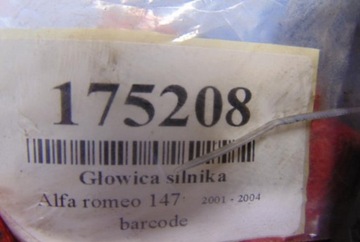 175208
Głowica silnika
Alfa romeo 147 2001 - 2004
barcode